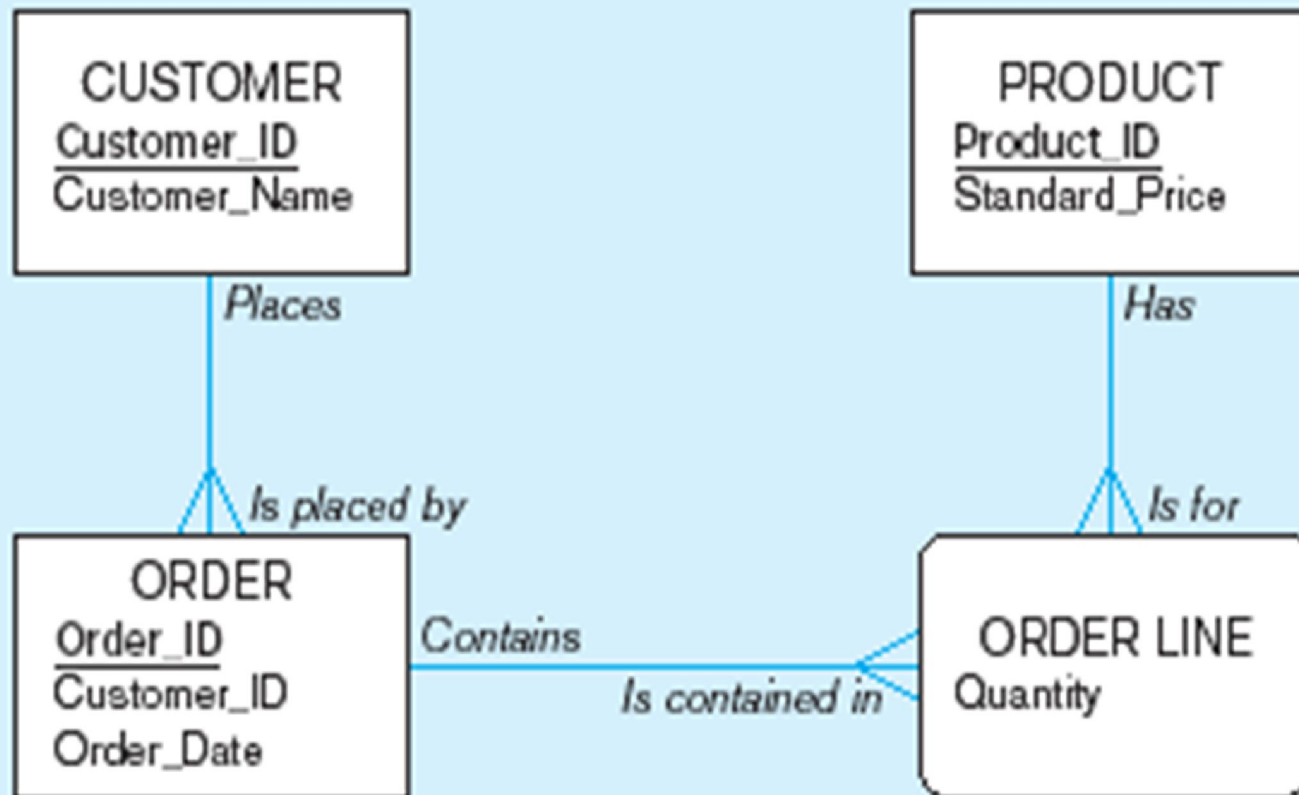 CUSTOMER
Customer_ID
Customer_Name
PRODUCT
Product_ID
Standard_Price
Places
Has
Is placed by
Is for
ORDER
Order_ID
Customer_ID
Order_Date
Contains
Is contained in
ORDER LINE
Quantity